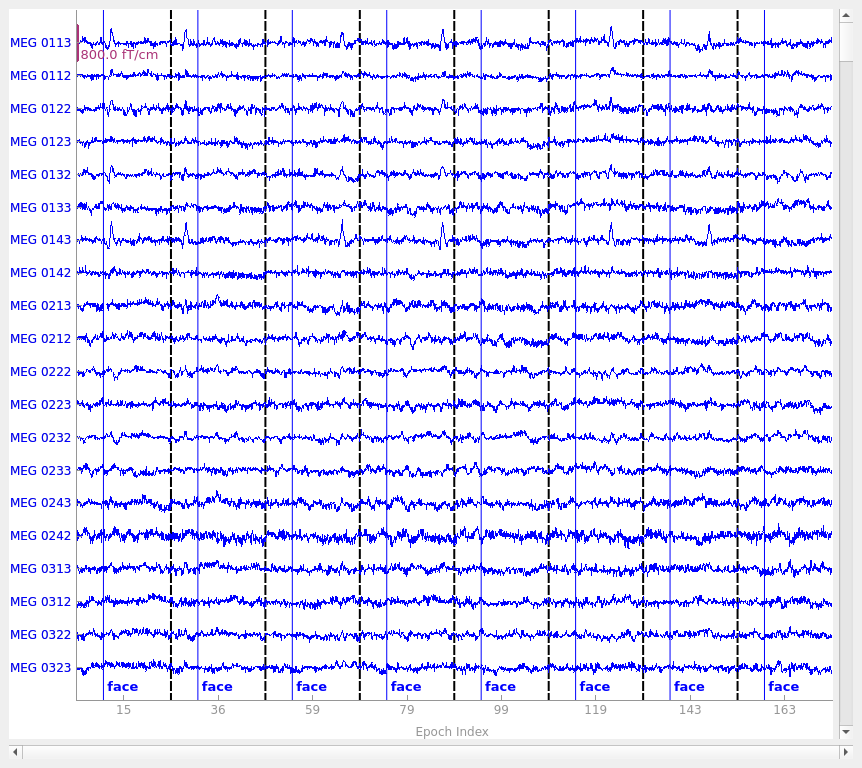 MEG 0113
800.0 fT/cm
MEG 0112
MEG 0122
MEG 0123
MEG 0132
MEG 0133
MEG 0143
MEG 0142
MEG 0213
MEG 0212
MEG 0222
MEG 0223
MEG 0232
MEG 0233
MEG 0243
MEG 0242
MEG 0313
MEG 0312
MEG 0322
MEG 0323
face face face face face face face face
15 36 59 79 99 119 143 163
Epoch Index